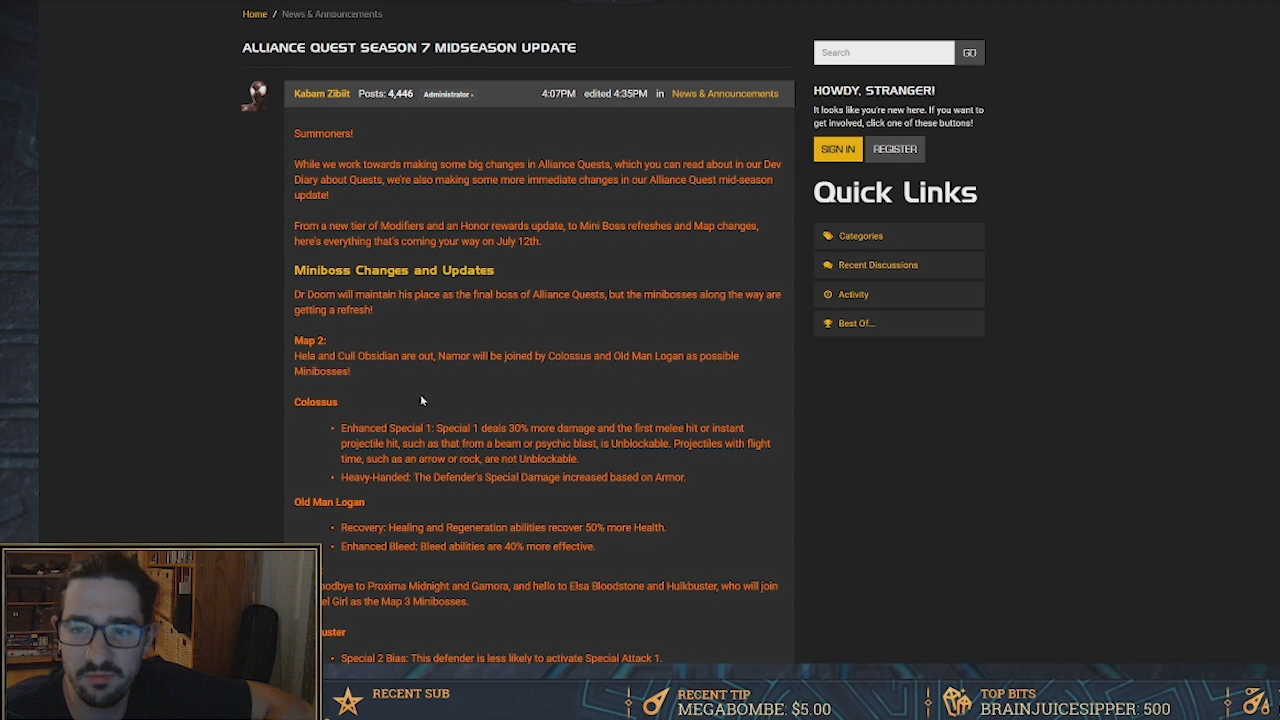 Home / News & Announcements
ALLIANCE QUEST SEASON 7 MIDSEASON UPDATE
Kabam Zibiit Posts: 4,446 Administrator 4:07PM edited 4:35PM in News & Announcements
Summoners!
While we work towards making some big changes in Alliance Quests, which you can read about in our Dev
Diary about Quests, we're also making some more immediate changes in our Alliance Quest mid-season
update!
From a new tier of Modifiers and an Honor rewards update, to Mini Boss refreshes and Map changes,
here's everything that's coming your way on July 12th.
Miniboss Changes and Updates
Dr Doom will maintain his place as the final boss of Alliance Quests, but the minibosses along the way are
getting a refresh!
Map 2:
Hela and Cull Obsidian are out, Namor will be joined by Colossus and Old Man Logan as possible
Minibosses!
Colossus
• Enhanced Special 1: Special 1 deals 30% more damage and the first melee hit or instant
projectile hit, such as that from a beam or psychic blast, is Unblockable. Projectiles with flight
time, such as an arrow or rock, are not Unblockable.
• Heavy-Handed: The Defender's Special Damage increased based on Armor.
Old Man Logan
• Recovery: Healing and Regeneration abilities recover 50% more Health.
• Enhanced Bleed: Bleed abilities are 40% more effective.
to Proxima Midnight and Gamora, and hello to Elsa Bloodstone and Hulkbuster, who will join
Girl as the Map 3 Minibosses.
uster
• Special 2 Bias: This defender is less likely to activate Special Attack 1.
Search
GO
HOWDY, STRANGER!
It looks like you're new here. If you want to
get involved, click one of these buttons!
SIGN IN
REGISTER
Quick Links
Categories
Recent Discussions
Activity
Best Of...
RECENT SUB
RECENT TIP
MEGABOMBE: $5.00
TOP BITS
BRAINJUICESIPPER: 500